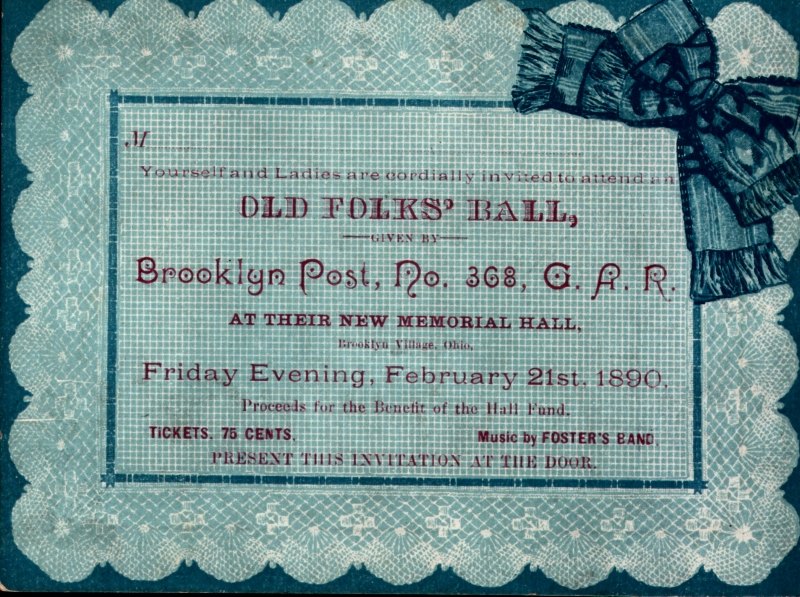 M
Yourself and Ladies are cordially invited to attend an
OLD FOLKS' BALL,
GIVEN BY
Brooklyn Post, No. 368, G. A. R.
AT THEIR NEW MEMORIAL HALL,
Brooklyn Village, Ohio.
Friday Evening, February 21st. 1890.
Proceeds for the Benefit of the Hall Fund.
TICKETS. 75 CENTS.
Music by FOSTER'S BAND.
PRESENT THIS INVITATION AT THE DOOR.